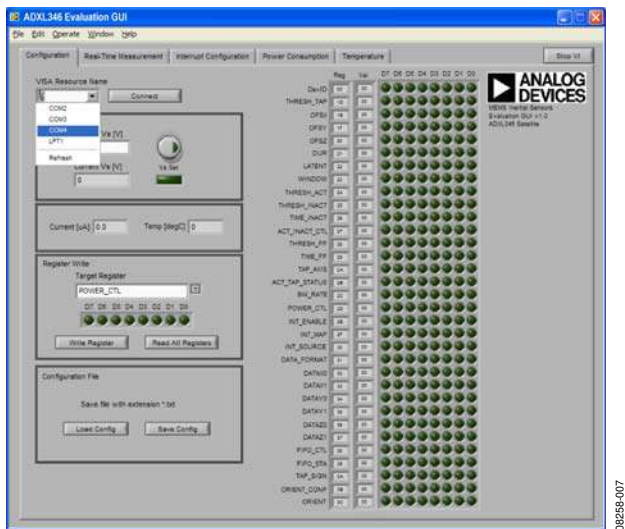 ADXL346 Evaluation GUI
File Edit Operate Window Help
Configuration Real-Time Measurement Interrupt Configuration Power Consumption Temperature Stop VI
VISA Resource Name
Connect
COM2
COM3
COM4
LPT1
Refresh
Vs [V]
Current Vs [V]
0
Vs Set
Current [uA] 0.0 Temp [degC] 0
Register Write
Target Register
POWER_CTL
D7 D6 D5 D4 D3 D2 D1 D0
Write Register Read All Registers
Configuration File
Save file with extension *.txt
Load Config Save Config
Reg Val D7 D6 D5 D4 D3 D2 D1 D0
DevID
THRESH_TAP
OFSX
OFSY
OFSZ
DUR
LATENT
WINDOW
THRESH_ACT
THRESH_INACT
TIME_INACT
ACT_INACT_CTL
THRESH_FF
TIME_FF
TAP_AXIS
ACT_TAP_STATUS
BW_RATE
POWER_CTL
INT_ENABLE
INT_MAP
INT_SOURCE
DATA_FORMAT
DATAX0
DATAX1
DATAY0
DATAY1
DATAZ0
DATAZ1
FIFO_CTL
FIFO_STA
TAP_SIGN
ORIENT_CONF
ORIENT
ANALOG
DEVICES
MEMS Inertial Sensors
Evaluation GUI v1.0
ADXL346 Satellite
08258-007